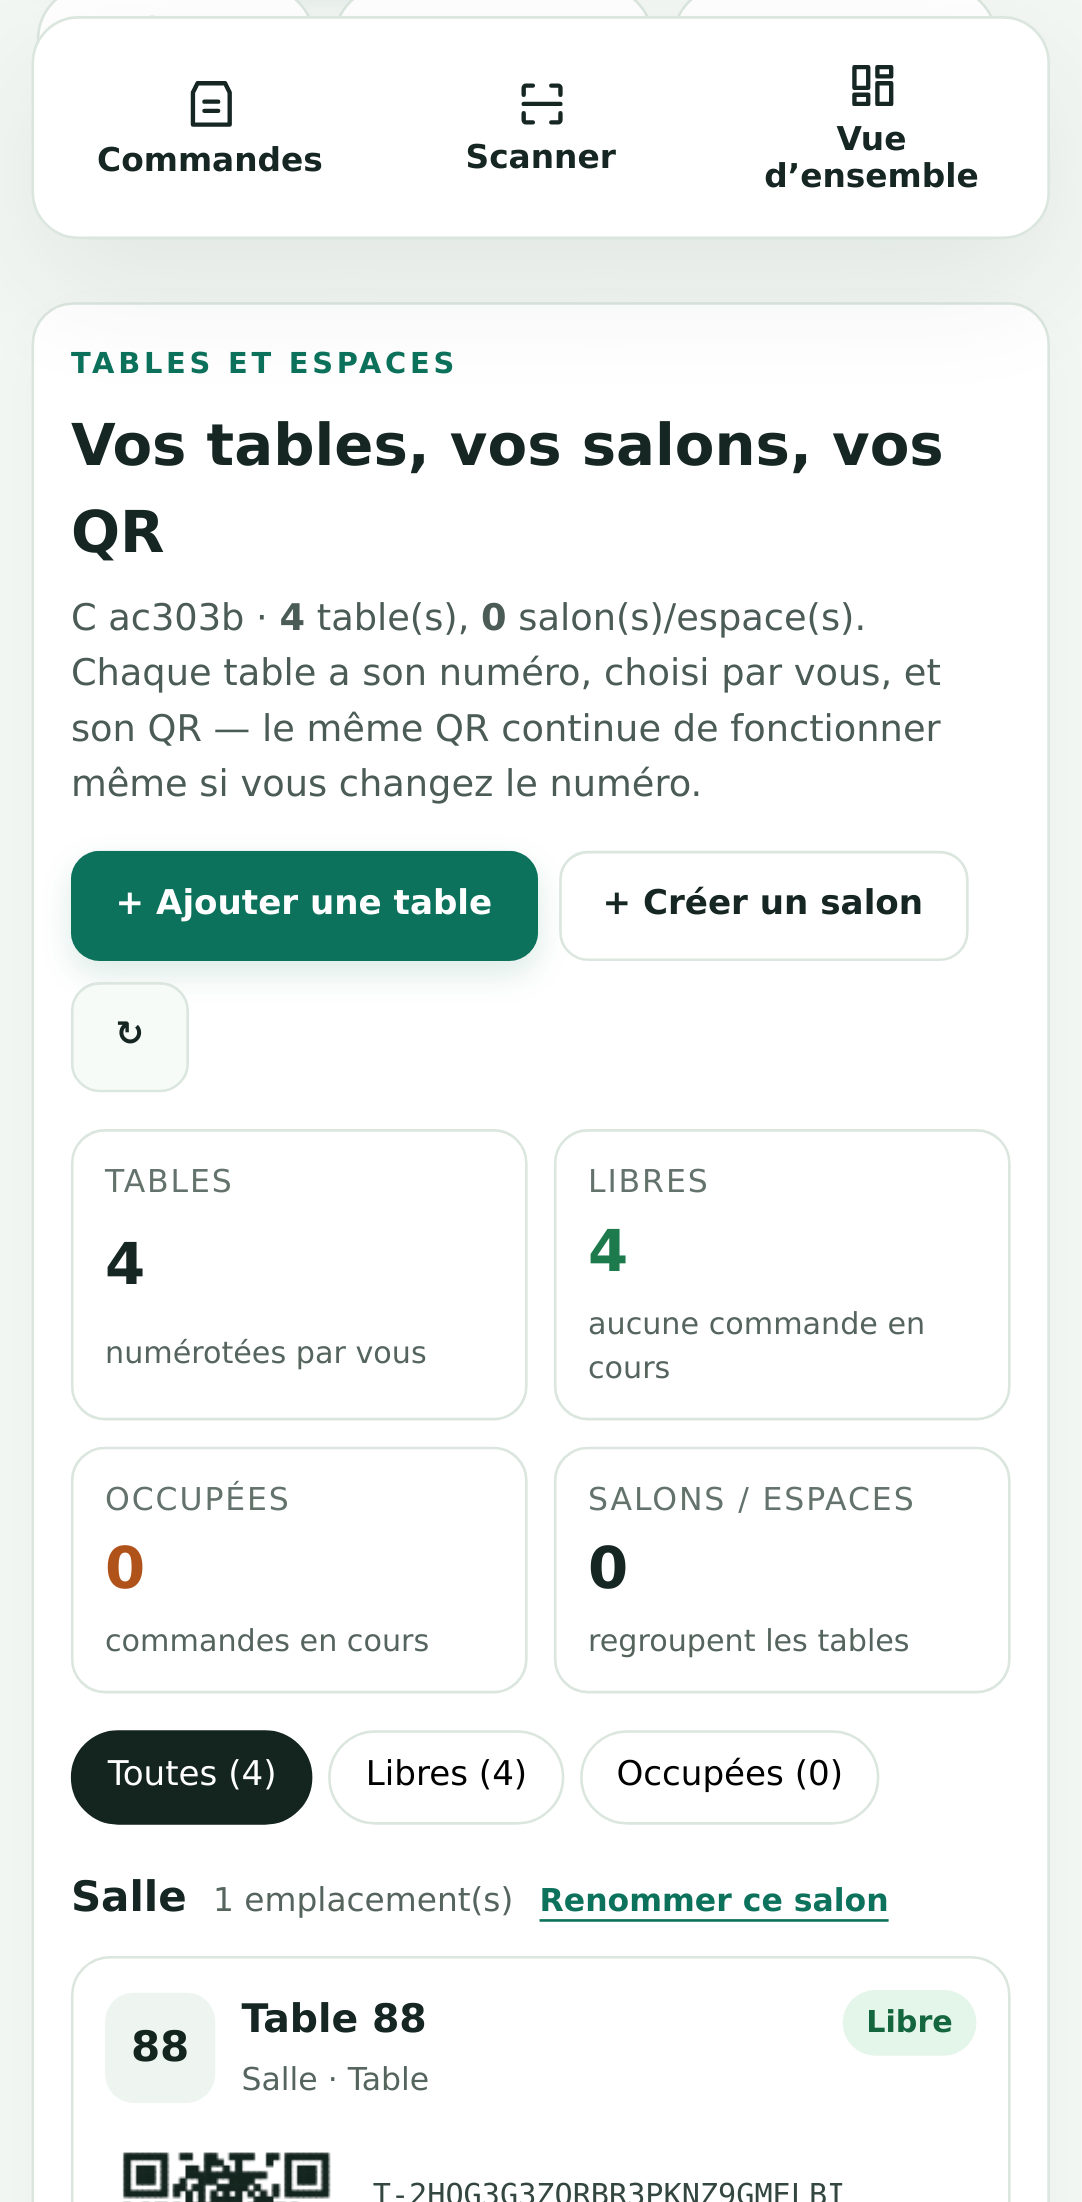 Commandes
Scanner
Vue
d’ensemble
TABLES ET ESPACES
Vos tables, vos salons, vos
QR
C ac303b · 4 table(s), 0 salon(s)/espace(s).
Chaque table a son numéro, choisi par vous, et
son QR — le même QR continue de fonctionner
même si vous changez le numéro.
+ Ajouter une table
+ Créer un salon
↻
TABLES
4
numérotées par vous
LIBRES
4
aucune commande en
cours
OCCUPÉES
0
commandes en cours
SALONS / ESPACES
0
regroupent les tables
Toutes (4)
Libres (4)
Occupées (0)
Salle 1 emplacement(s) Renommer ce salon
88
Table 88
Libre
Salle · Table